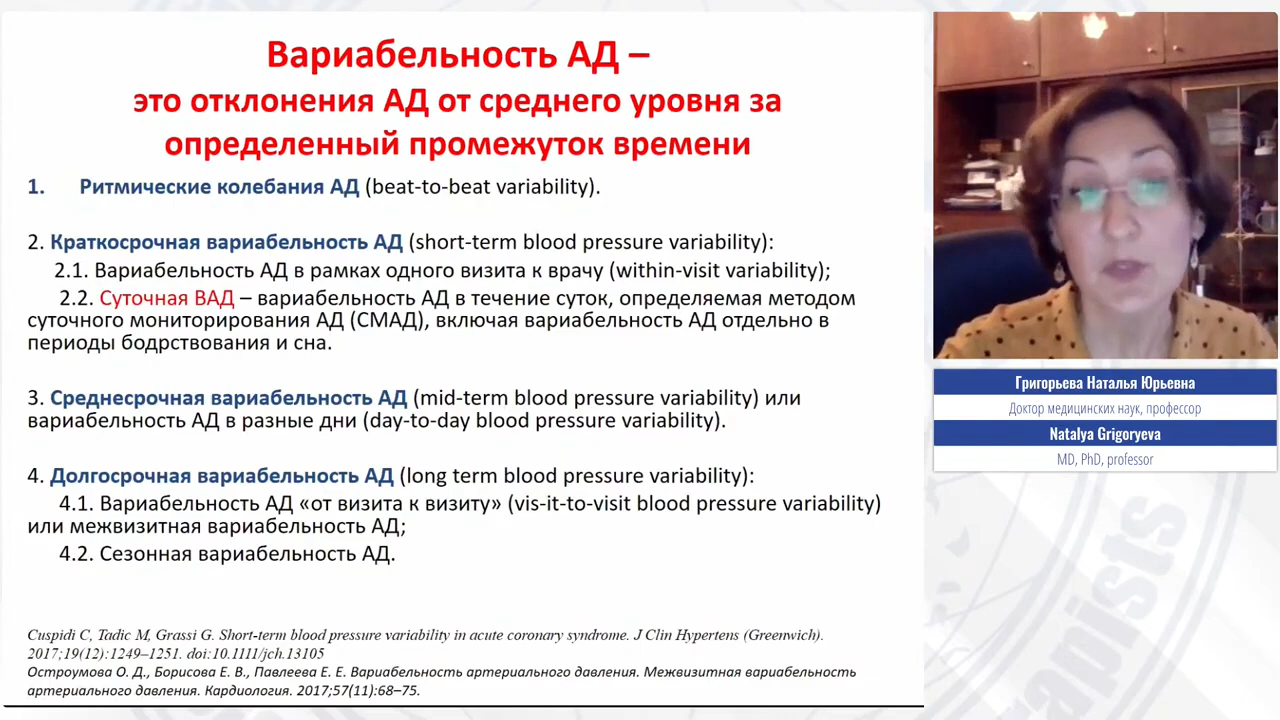 Вариабельность АД –
это отклонения АД от среднего уровня за
определенный промежуток времени
1. Ритмические колебания АД (beat-to-beat variability).
2. Краткосрочная вариабельность АД (short-term blood pressure variability):
2.1. Вариабельность АД в рамках одного визита к врачу (within-visit variability);
2.2. Суточная ВАД – вариабельность АД в течение суток, определяемая методом
суточного мониторирования АД (СМАД), включая вариабельность АД отдельно в
периоды бодрствования и сна.
3. Среднесрочная вариабельность АД (mid-term blood pressure variability) или
вариабельность АД в разные дни (day-to-day blood pressure variability).
4. Долгосрочная вариабельность АД (long term blood pressure variability):
4.1. Вариабельность АД «от визита к визиту» (vis-it-to-visit blood pressure variability)
или межвизитная вариабельность АД;
4.2. Сезонная вариабельность АД.
Cuspidi C, Tadic M, Grassi G. Short-term blood pressure variability in acute coronary syndrome. J Clin Hypertens (Greenwich).
2017;19(12):1249–1251. doi:10.1111/jch.13105
Остроумова О. Д., Борисова Е. В., Павлеева Е. Е. Вариабельность артериального давления. Межвизитная вариабельность
артериального давления. Кардиология. 2017;57(11):68–75.
Григорьева Наталья Юрьевна
Доктор медицинских наук, профессор
Natalya Grigoryeva
MD, PhD, professor
rapists